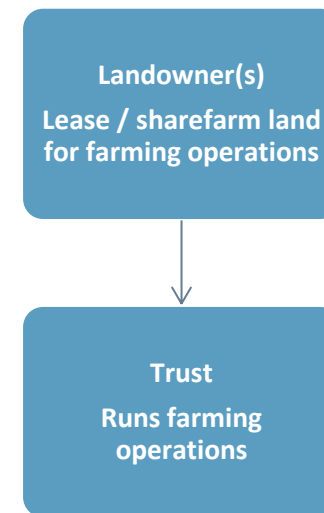 Landowner(s)
Lease / sharefarm land
for farming operations
Trust
Runs farming
operations